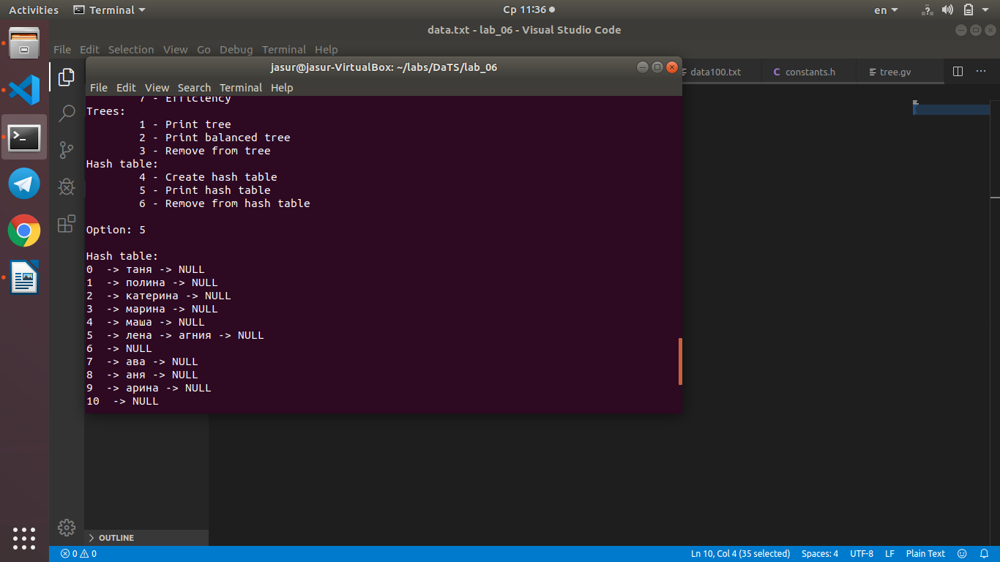 Activities Terminal Ср 11:36 en
data.txt - lab_06 - Visual Studio Code
File Edit Selection View Go Debug Terminal Help
jasur@jasur-VirtualBox: ~/labs/DaTS/lab_06
data100.txt C constants.h tree.gv
File Edit View Search Terminal Help
7 - Efficiency
Trees:
1 - Print tree
2 - Print balanced tree
3 - Remove from tree
Hash table:
4 - Create hash table
5 - Print hash table
6 - Remove from hash table
Option: 5
Hash table:
0 -> таня -> NULL
1 -> полина -> NULL
2 -> катерина -> NULL
3 -> марина -> NULL
4 -> маша -> NULL
5 -> лена -> агния -> NULL
6 -> NULL
7 -> ава -> NULL
8 -> аня -> NULL
9 -> арина -> NULL
10 -> NULL
OUTLINE
0 0 Ln 10, Col 4 (35 selected) Spaces: 4 UTF-8 LF Plain Text